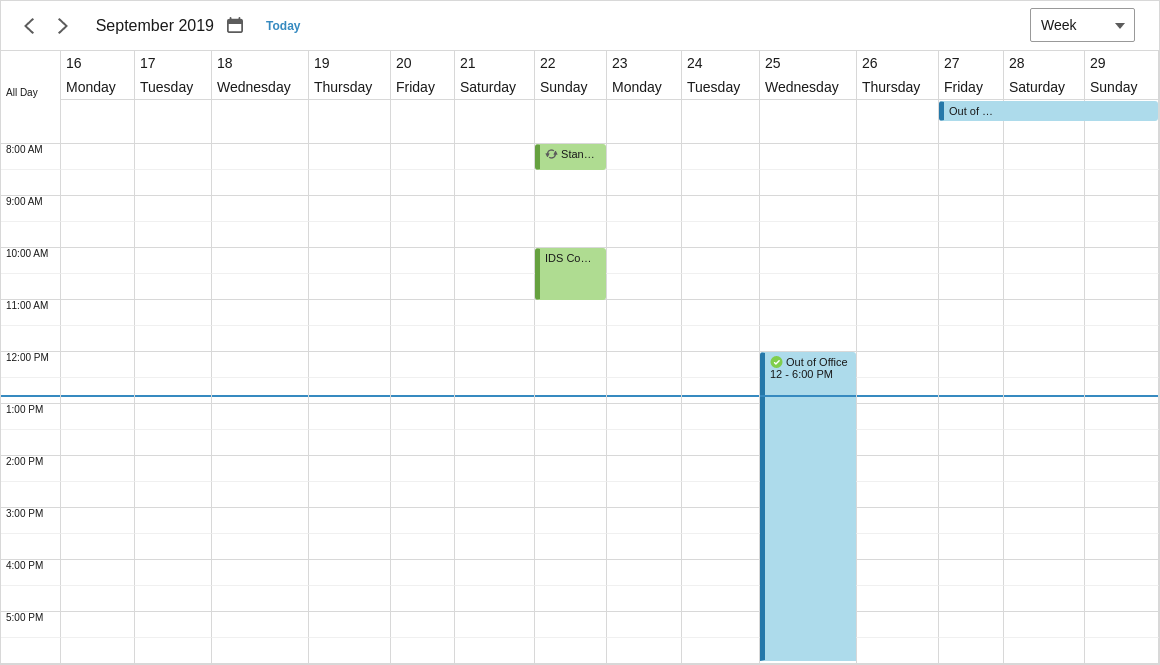 September 2019 Today Week
16 17 18 19 20 21 22 23 24 25 26 27 28 29
Monday Tuesday Wednesday Thursday Friday Saturday Sunday Monday Tuesday Wednesday Thursday Friday Saturday Sunday
All Day
Out of …
8:00 AM
Stan…
9:00 AM
10:00 AM
IDS Co…
11:00 AM
12:00 PM
Out of Office
12 - 6:00 PM
1:00 PM
2:00 PM
3:00 PM
4:00 PM
5:00 PM